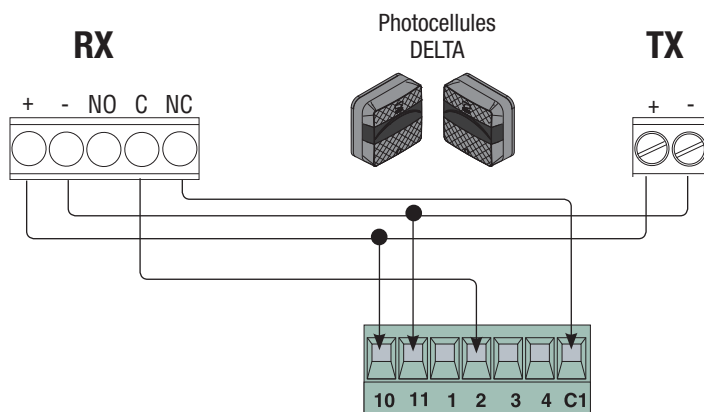 Photocellules
DELTA
RX
TX
+ - NO C NC
+ -
10 11 1 2 3 4 C1